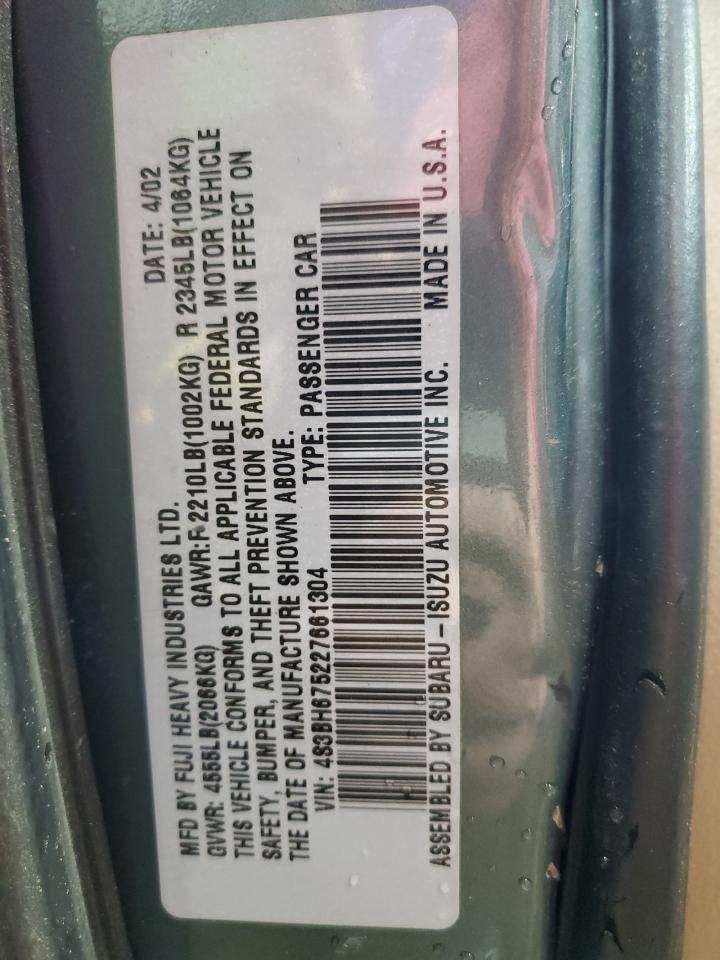 MFD BY FUJI HEAVY INDUSTRIES LTD. DATE: 4/02
GVWR: 4555LB(2066KG) GAWR:F 2210LB(1002KG) R 2345LB(1064KG)
THIS VEHICLE CONFORMS TO ALL APPLICABLE FEDERAL MOTOR VEHICLE
SAFETY, BUMPER, AND THEFT PREVENTION STANDARDS IN EFFECT ON
THE DATE OF MANUFACTURE SHOWN ABOVE.
VIN: 4S3BH675227661304 TYPE: PASSENGER CAR
ASSEMBLED BY SUBARU-ISUZU AUTOMOTIVE INC. MADE IN U.S.A.